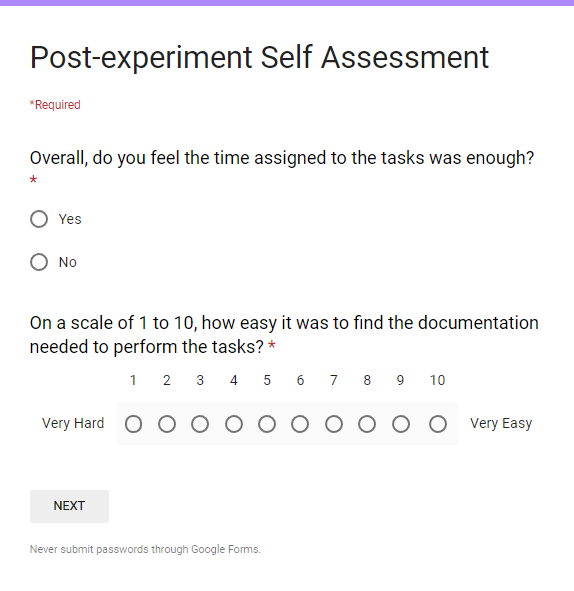 Post-experiment Self Assessment
*Required
Overall, do you feel the time assigned to the tasks was enough?
*
Yes
No
On a scale of 1 to 10, how easy it was to find the documentation
needed to perform the tasks? *
1 2 3 4 5 6 7 8 9 10
Very Hard Very Easy
NEXT
Never submit passwords through Google Forms.